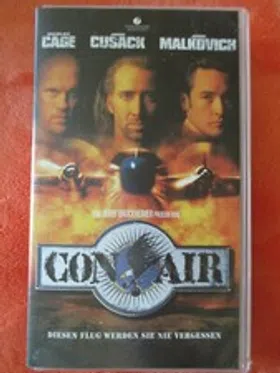 CAGE CUSACK MALKOVICH
CON AIR
DIESEN FLUG WERDEN SIE NIE VERGESSEN